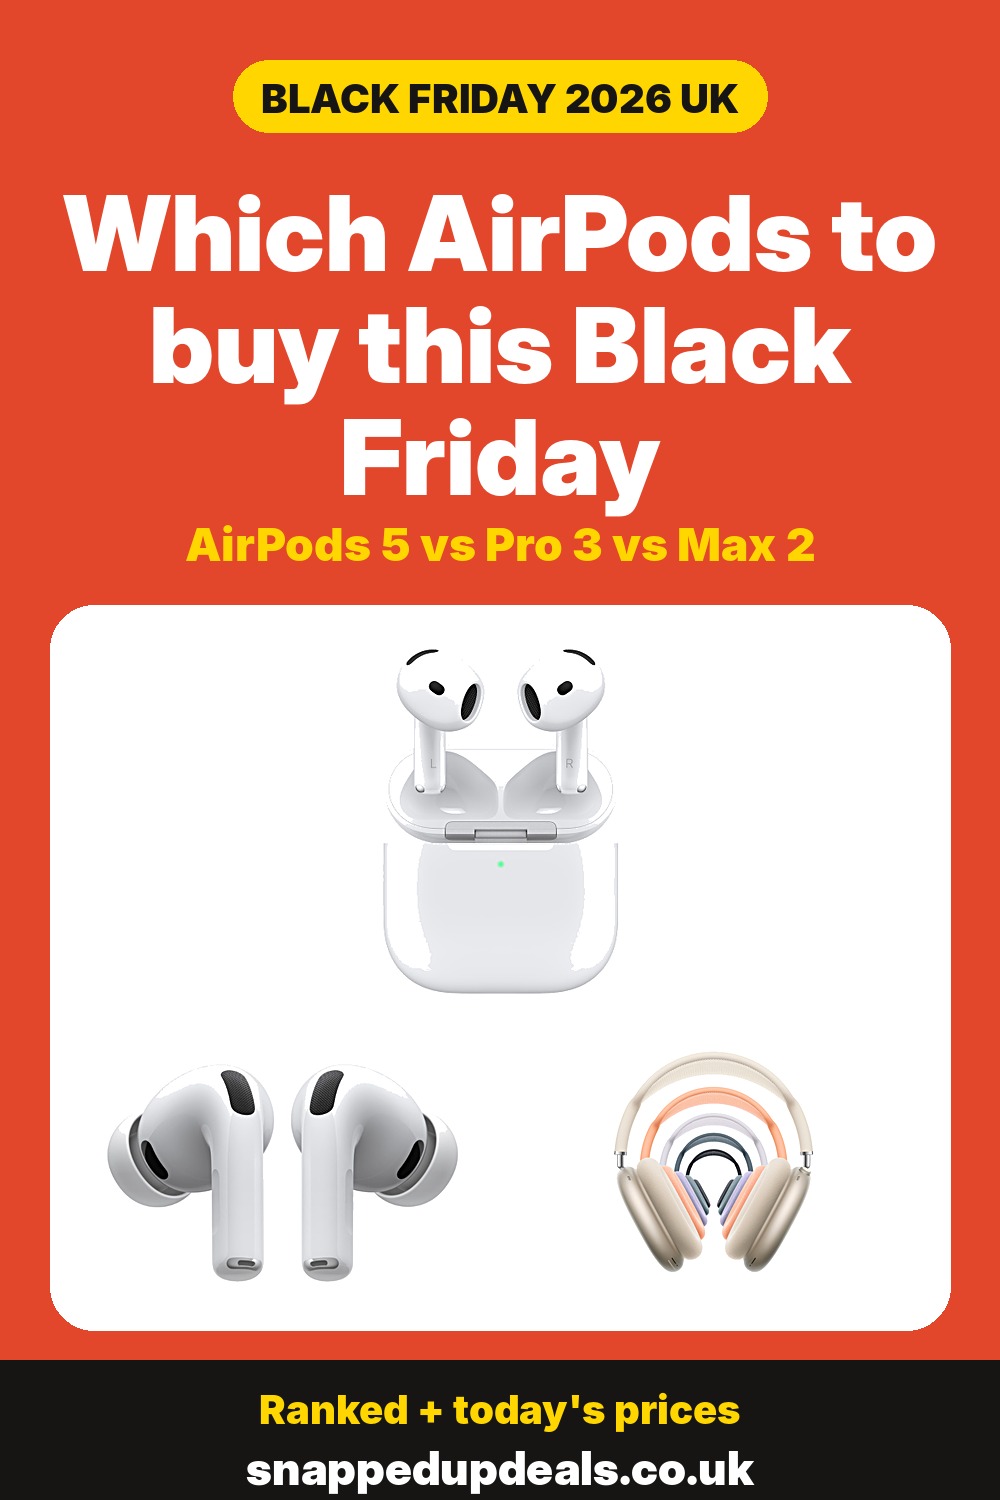 BLACK FRIDAY 2026 UK
Which AirPods to
buy this Black
Friday
AirPods 5 vs Pro 3 vs Max 2
L
R
Ranked + today's prices
snappedupdeals.co.uk